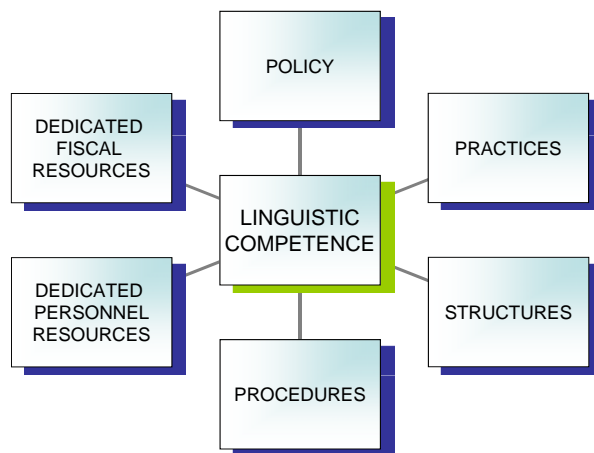 POLICY
DEDICATED
FISCAL
RESOURCES
PRACTICES
LINGUISTIC
COMPETENCE
DEDICATED
PERSONNEL
RESOURCES
STRUCTURES
PROCEDURES